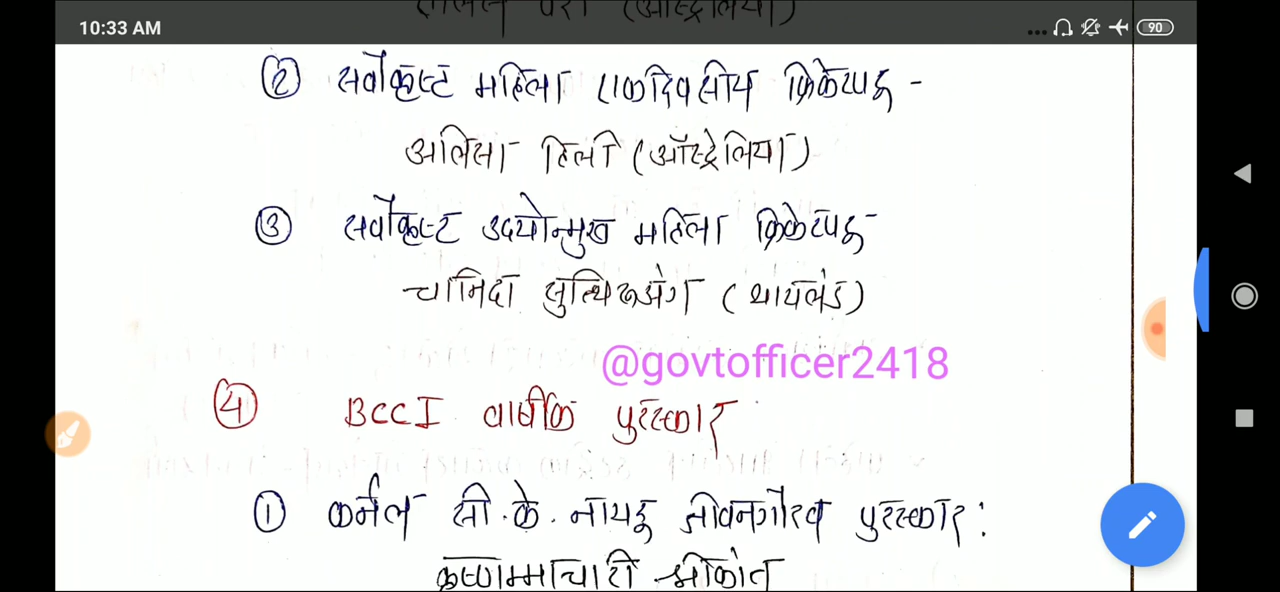 10:33 AM
90
(ऑस्ट्रेलिया)
② सर्वोकृष्ट महिला एकदिवसीय क्रिकेटपटू -
अलिसा हिली (ऑस्ट्रेलिया)
③ सर्वोकृष्ट उदयोन्मुख महिला क्रिकेटपटू -
चानिदा सुत्थिरूआंग (थायलंड)
@govtofficer2418
④ BCCI वार्षीक पुरस्कार
① कर्नल सी.के. नायडू जीवनगौरव पुरस्कार:
कृष्णाम्माचारी श्रीकांत